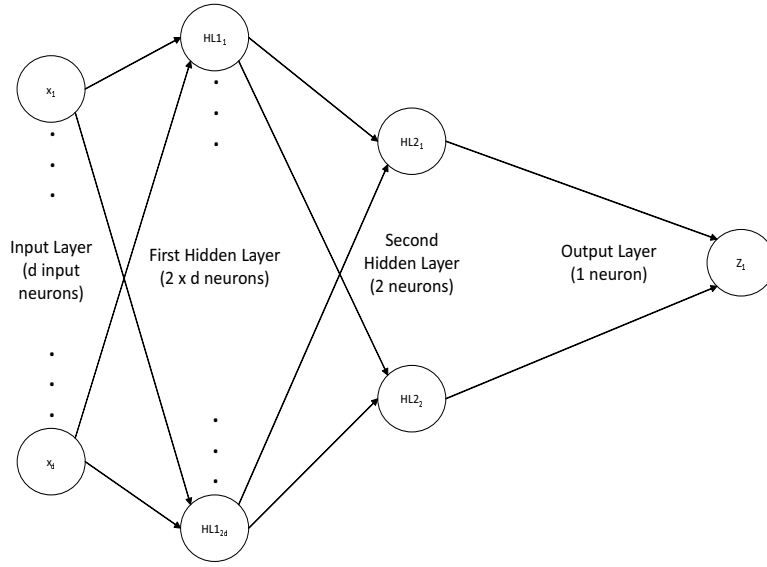 HL1₁
x₁
HL2₁
Input Layer
(d input
neurons)
First Hidden Layer
(2 x d neurons)
Second
Hidden Layer
(2 neurons)
Output Layer
(1 neuron)
Z₁
HL2₂
x_d
HL1_2d